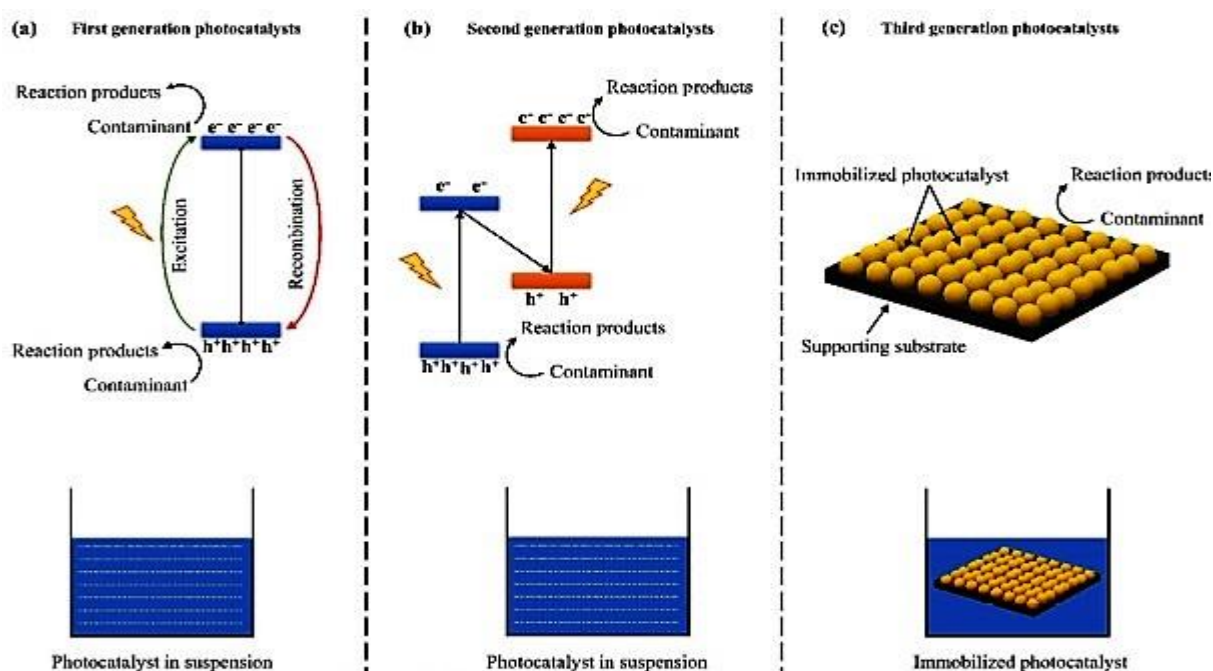 (a) First generation photocatalysts
Reaction products
Contaminant
e⁻ e⁻ e⁻ e⁻
Excitation
Recombination
h⁺h⁺h⁺h⁺
Reaction products
Contaminant
Photocatalyst in suspension
(b) Second generation photocatalysts
e⁻ e⁻ e⁻ e⁻
Reaction products
Contaminant
e⁻ e⁻
h⁺ h⁺
Reaction products
h⁺h⁺h⁺h⁺
Contaminant
Photocatalyst in suspension
(c) Third generation photocatalysts
Immobilized photocatalyst
Reaction products
Contaminant
Supporting substrate
Immobilized photocatalyst